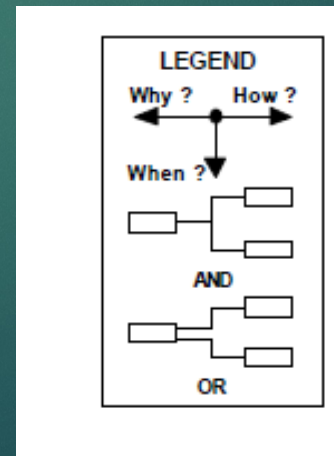 LEGEND
Why ? How ?
When ?
AND
OR